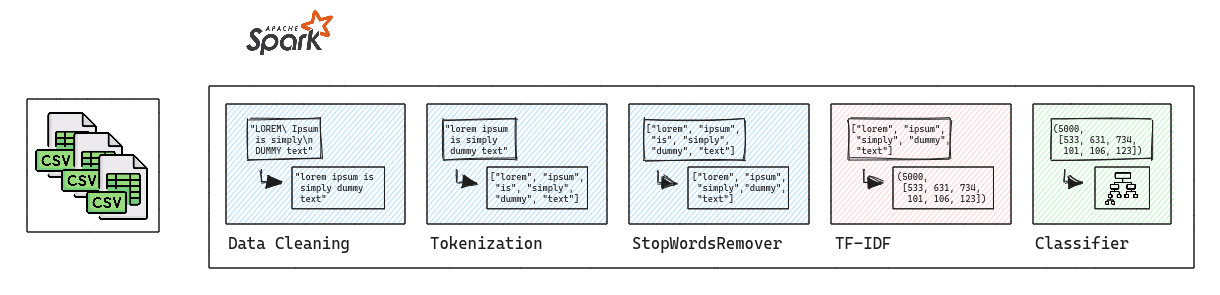 APACHE
Spark
CSV
CSV
CSV
"LOREM\ Ipsum
is simply\n
DUMMY text"
"lorem ipsum is
simply dummy
text"
Data Cleaning
"lorem ipsum
is simply
dummy text"
["lorem", "ipsum",
"is", "simply",
"dummy", "text"]
Tokenization
["lorem", "ipsum",
"is", "simply",
"dummy", "text"]
["lorem", "ipsum",
"simply","dummy",
"text"]
StopWordsRemover
["lorem", "ipsum",
"simply", "dummy",
"text"]
(5000,
[533, 631, 734,
101, 106, 123])
TF-IDF
(5000,
[533, 631, 734,
101, 106, 123])
Classifier